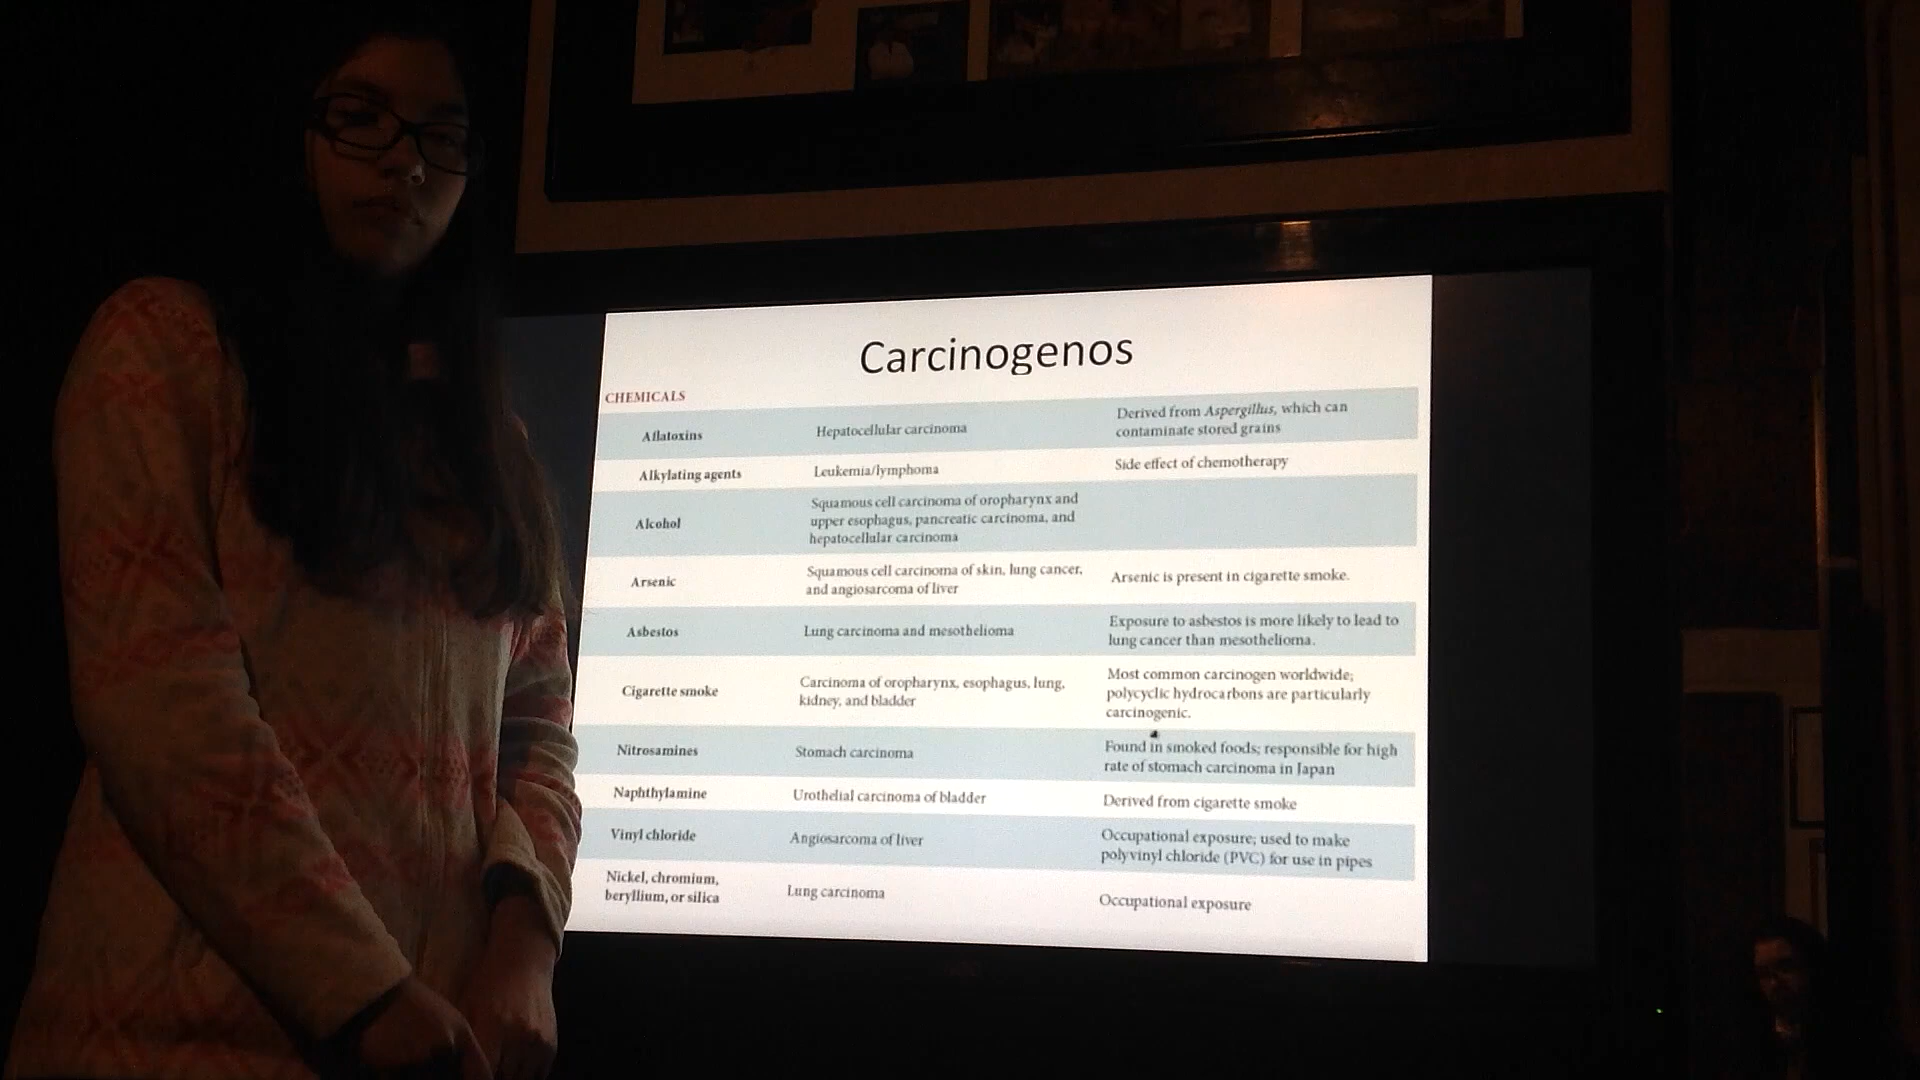 Carcinogenos
CHEMICALS
Aflatoxins
Hepatocellular carcinoma
Derived from Aspergillus, which can
contaminate stored grains
Alkylating agents
Leukemia/lymphoma
Side effect of chemotherapy
Alcohol
Squamous cell carcinoma of oropharynx and
upper esophagus, pancreatic carcinoma, and
hepatocellular carcinoma
Arsenic
Squamous cell carcinoma of skin, lung cancer,
and angiosarcoma of liver
Arsenic is present in cigarette smoke.
Asbestos
Lung carcinoma and mesothelioma
Exposure to asbestos is more likely to lead to
lung cancer than mesothelioma.
Cigarette smoke
Carcinoma of oropharynx, esophagus, lung,
kidney, and bladder
Most common carcinogen worldwide;
polycyclic hydrocarbons are particularly
carcinogenic.
Nitrosamines
Stomach carcinoma
Found in smoked foods; responsible for high
rate of stomach carcinoma in Japan
Naphthylamine
Urothelial carcinoma of bladder
Derived from cigarette smoke
Vinyl chloride
Angiosarcoma of liver
Occupational exposure; used to make
polyvinyl chloride (PVC) for use in pipes
Nickel, chromium,
beryllium, or silica
Lung carcinoma
Occupational exposure